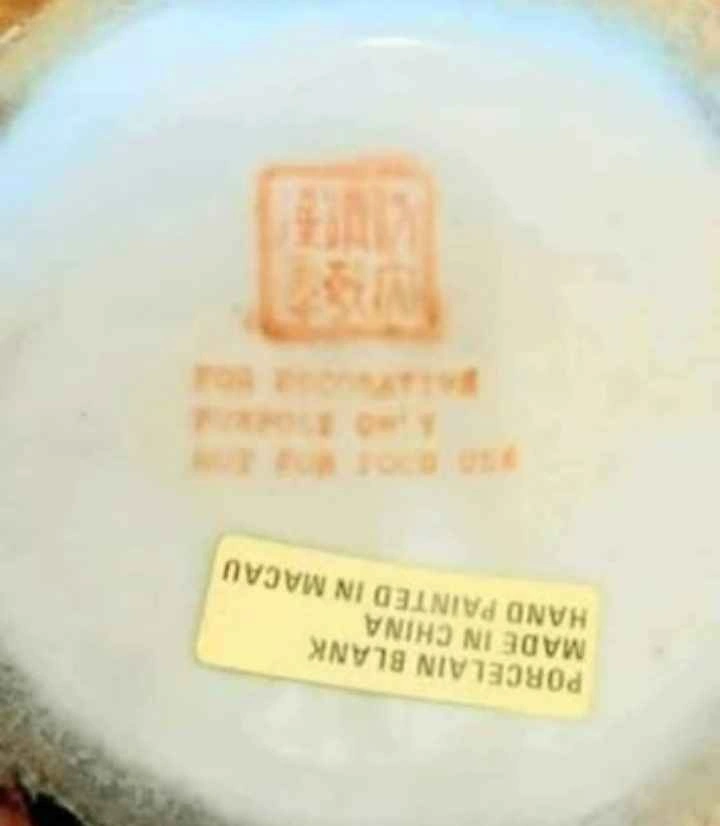 FOR DECORATIVE
PURPOSE ONLY
NOT FOR FOOD USE
PORCELAIN BLANK
MADE IN CHINA
HAND PAINTED IN MACAU